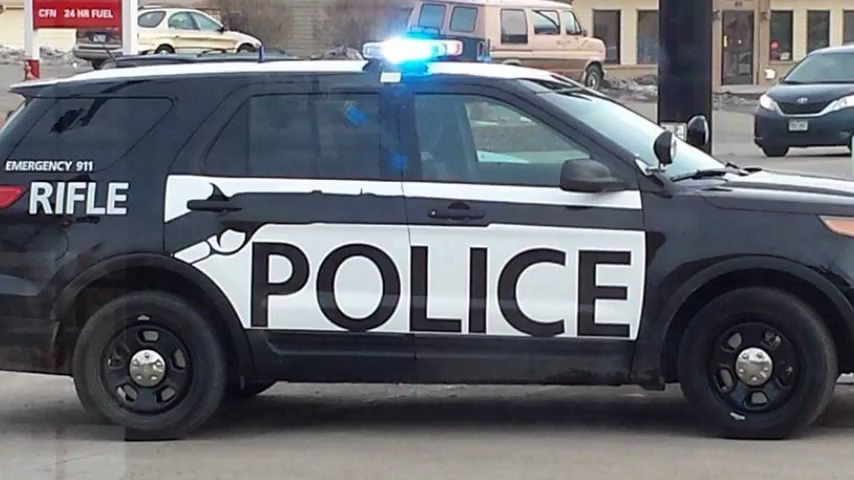 CFN 24 HR FUEL
EMERGENCY 911
RIFLE
POLICE